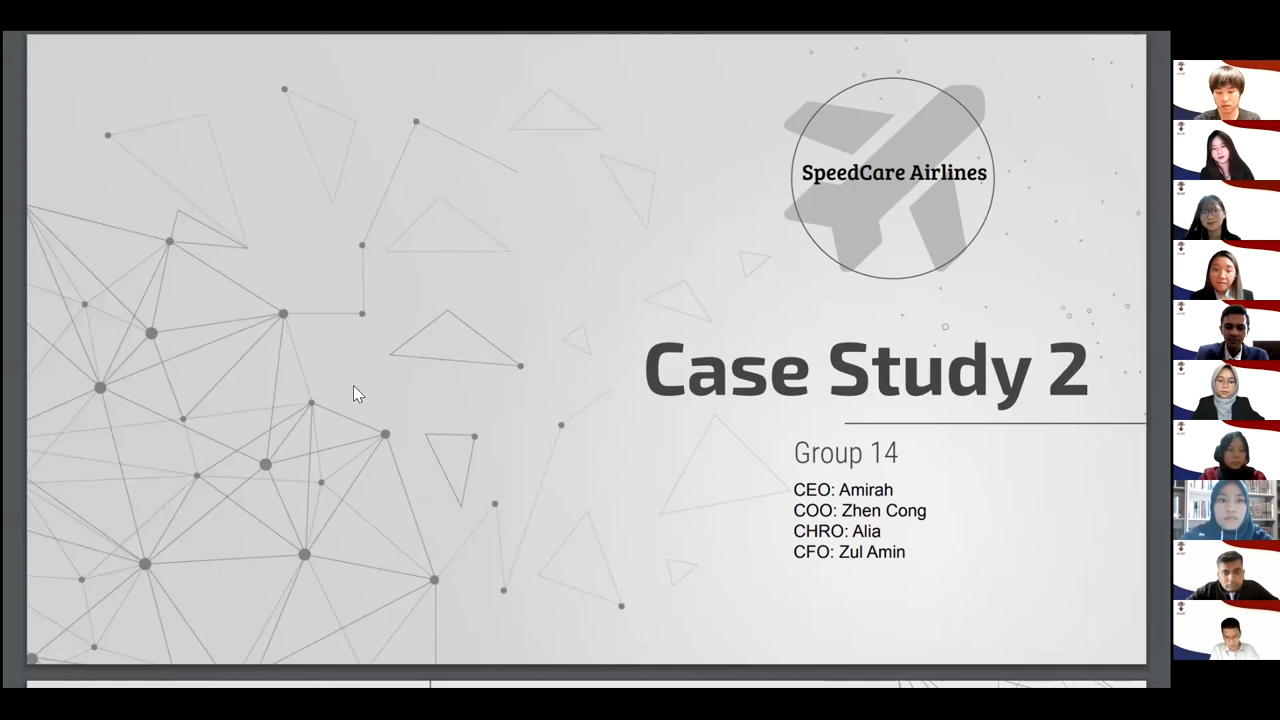 SpeedCare Airlines
Case Study 2
Group 14
CEO: Amirah
COO: Zhen Cong
CHRO: Alia
CFO: Zul Amin